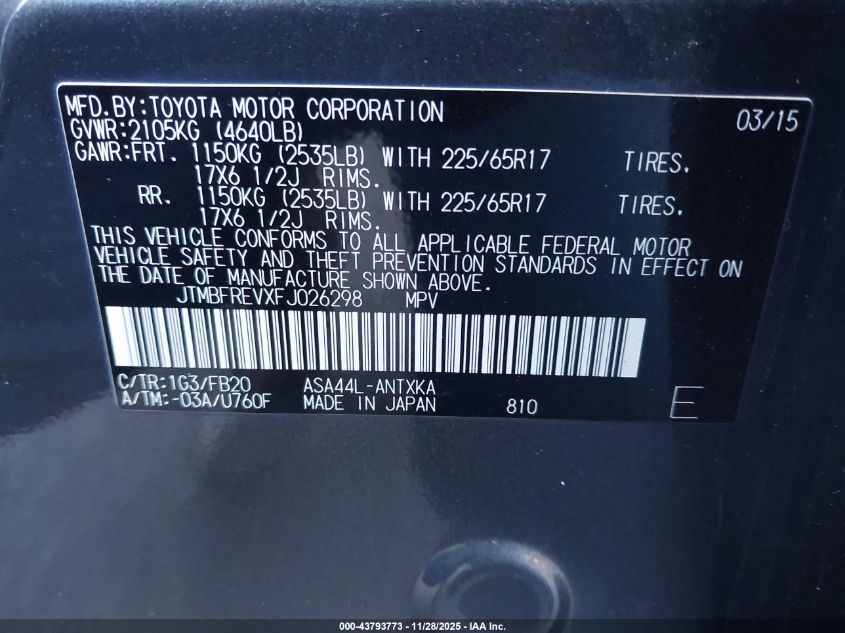 MFD.BY:TOYOTA MOTOR CORPORATION 03/15
GVWR:2105KG (4640LB)
GAWR:FRT. 1150KG (2535LB) WITH 225/65R17 TIRES,
17X6 1/2J RIMS.
RR. 1150KG (2535LB) WITH 225/65R17 TIRES,
17X6 1/2J RIMS.
THIS VEHICLE CONFORMS TO ALL APPLICABLE FEDERAL MOTOR
VEHICLE SAFETY AND THEFT PREVENTION STANDARDS IN EFFECT ON
THE DATE OF MANUFACTURE SHOWN ABOVE.
JTMBFREVXFJ026298 MPV
C/TR:1G3/FB20 ASA44L-ANTXKA
A/TM:-03A/U760F MADE IN JAPAN 810 E
000-43793773 - 11/28/2025 - IAA Inc.